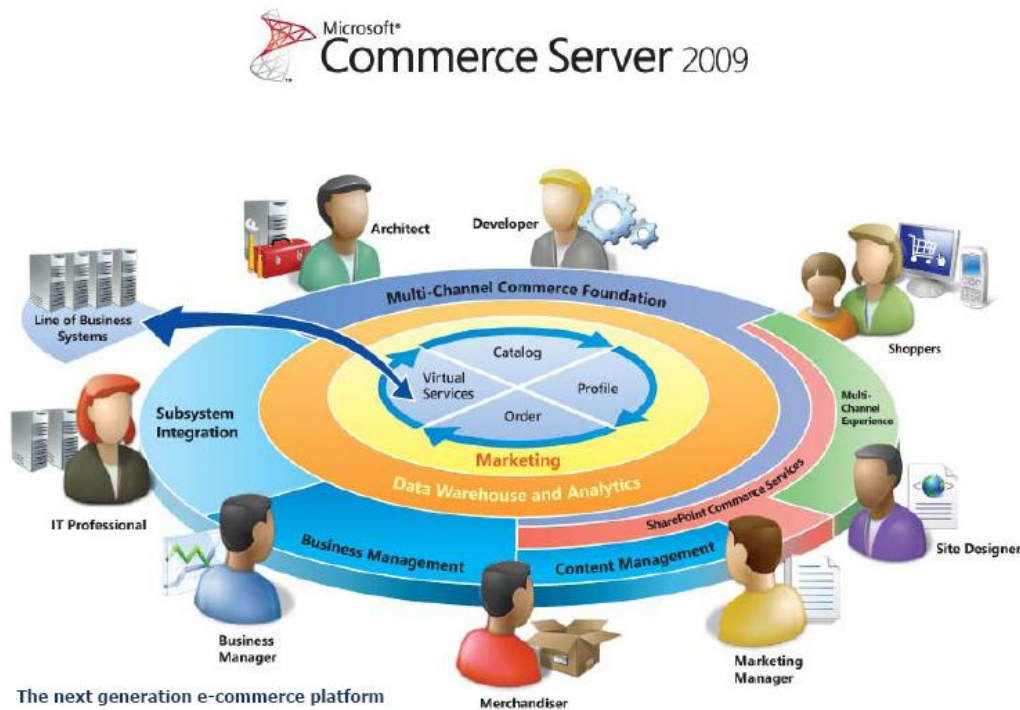 Microsoft®
Commerce Server 2009
Architect
Developer
Line of Business
Systems
Multi-Channel Commerce Foundation
Shoppers
Catalog
Virtual
Services
Profile
Order
Multi-
Channel
Experience
Subsystem
Integration
Marketing
Data Warehouse and Analytics
SharePoint Commerce Services
IT Professional
Business Management
Content Management
Site Designer
Business
Manager
Marketing
Manager
Merchandiser
The next generation e-commerce platform